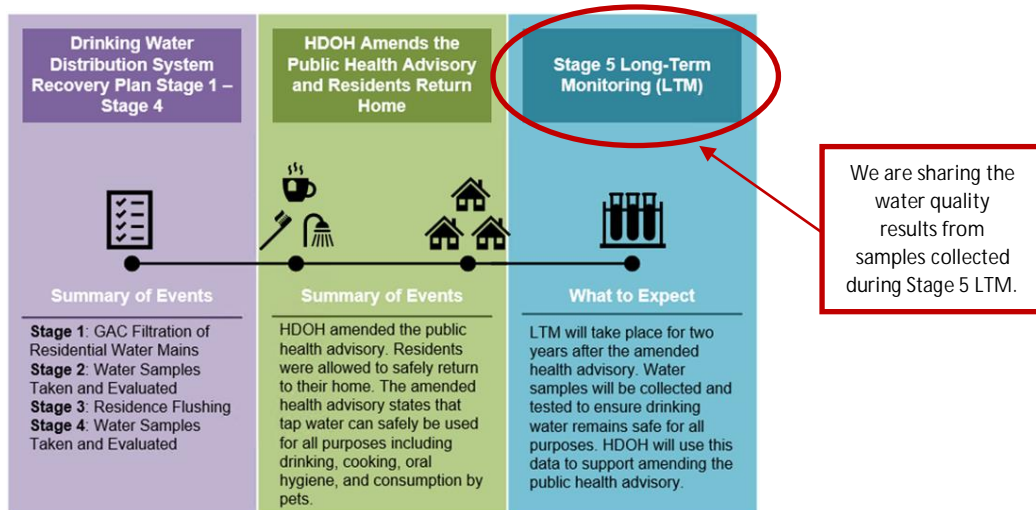 Drinking Water
Distribution System
Recovery Plan Stage 1 –
Stage 4
Summary of Events
Stage 1: GAC Filtration of
Residential Water Mains
Stage 2: Water Samples
Taken and Evaluated
Stage 3: Residence Flushing
Stage 4: Water Samples
Taken and Evaluated
HDOH Amends the
Public Health Advisory
and Residents Return
Home
Summary of Events
HDOH amended the public
health advisory. Residents
were allowed to safely return
to their home. The amended
health advisory states that
tap water can safely be used
for all purposes including
drinking, cooking, oral
hygiene, and consumption by
pets.
Stage 5 Long-Term
Monitoring (LTM)
What to Expect
LTM will take place for two
years after the amended
health advisory. Water
samples will be collected and
tested to ensure drinking
water remains safe for all
purposes. HDOH will use this
data to support amending the
public health advisory.
We are sharing the
water quality
results from
samples collected
during Stage 5 LTM.